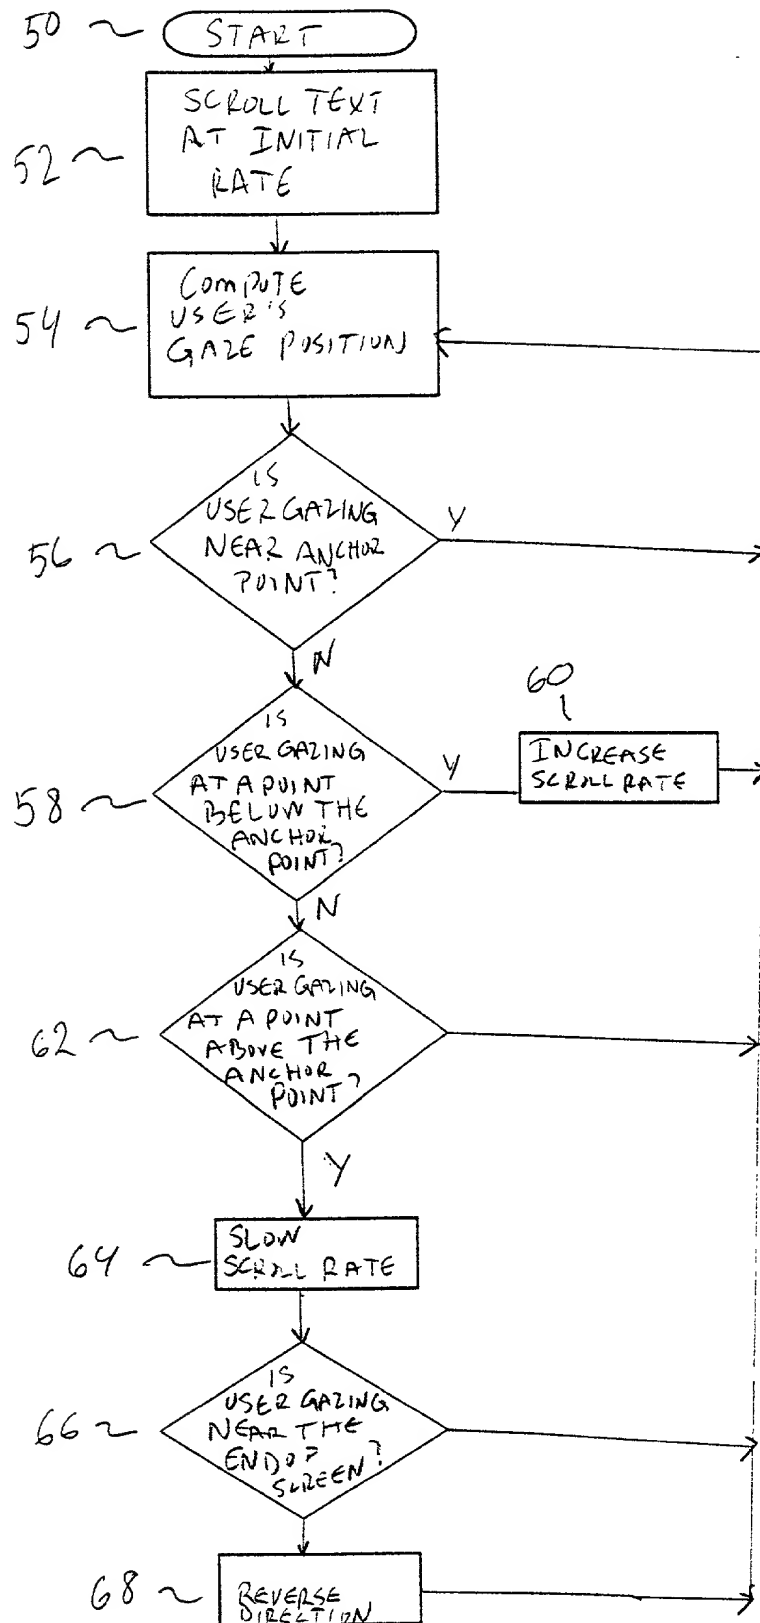 50 START
52 SCROLL TEXT
AT INITIAL
RATE
54 COMPUTE
USER'S
GAZE POSITION
56 IS
USER GAZING
NEAR ANCHOR
POINT?
Y
N
58 IS
USER GAZING
AT A POINT
BELOW THE
ANCHOR
POINT?
Y
60
INCREASE
SCROLL RATE
N
62 IS
USER GAZING
AT A POINT
ABOVE THE
ANCHOR
POINT?
Y
64 SLOW
SCROLL RATE
66 IS
USER GAZING
NEAR THE
END OF
SCREEN?
68 REVERSE
DIRECTION